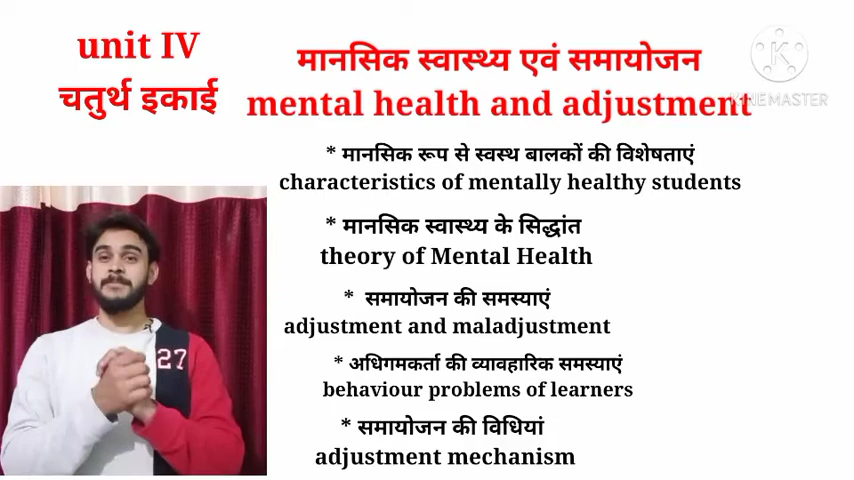 unit IV
चतुर्थ इकाई
मानसिक स्वास्थ्य एवं समायोजन
mental health and adjustment
KINEMASTER
* मानसिक रूप से स्वस्थ बालकों की विशेषताएं
characteristics of mentally healthy students
* मानसिक स्वास्थ्य के सिद्धांत
theory of Mental Health
* समायोजन की समस्याएं
adjustment and maladjustment
* अधिगमकर्ता की व्यावहारिक समस्याएं
behaviour problems of learners
* समायोजन की विधियां
adjustment mechanism
27